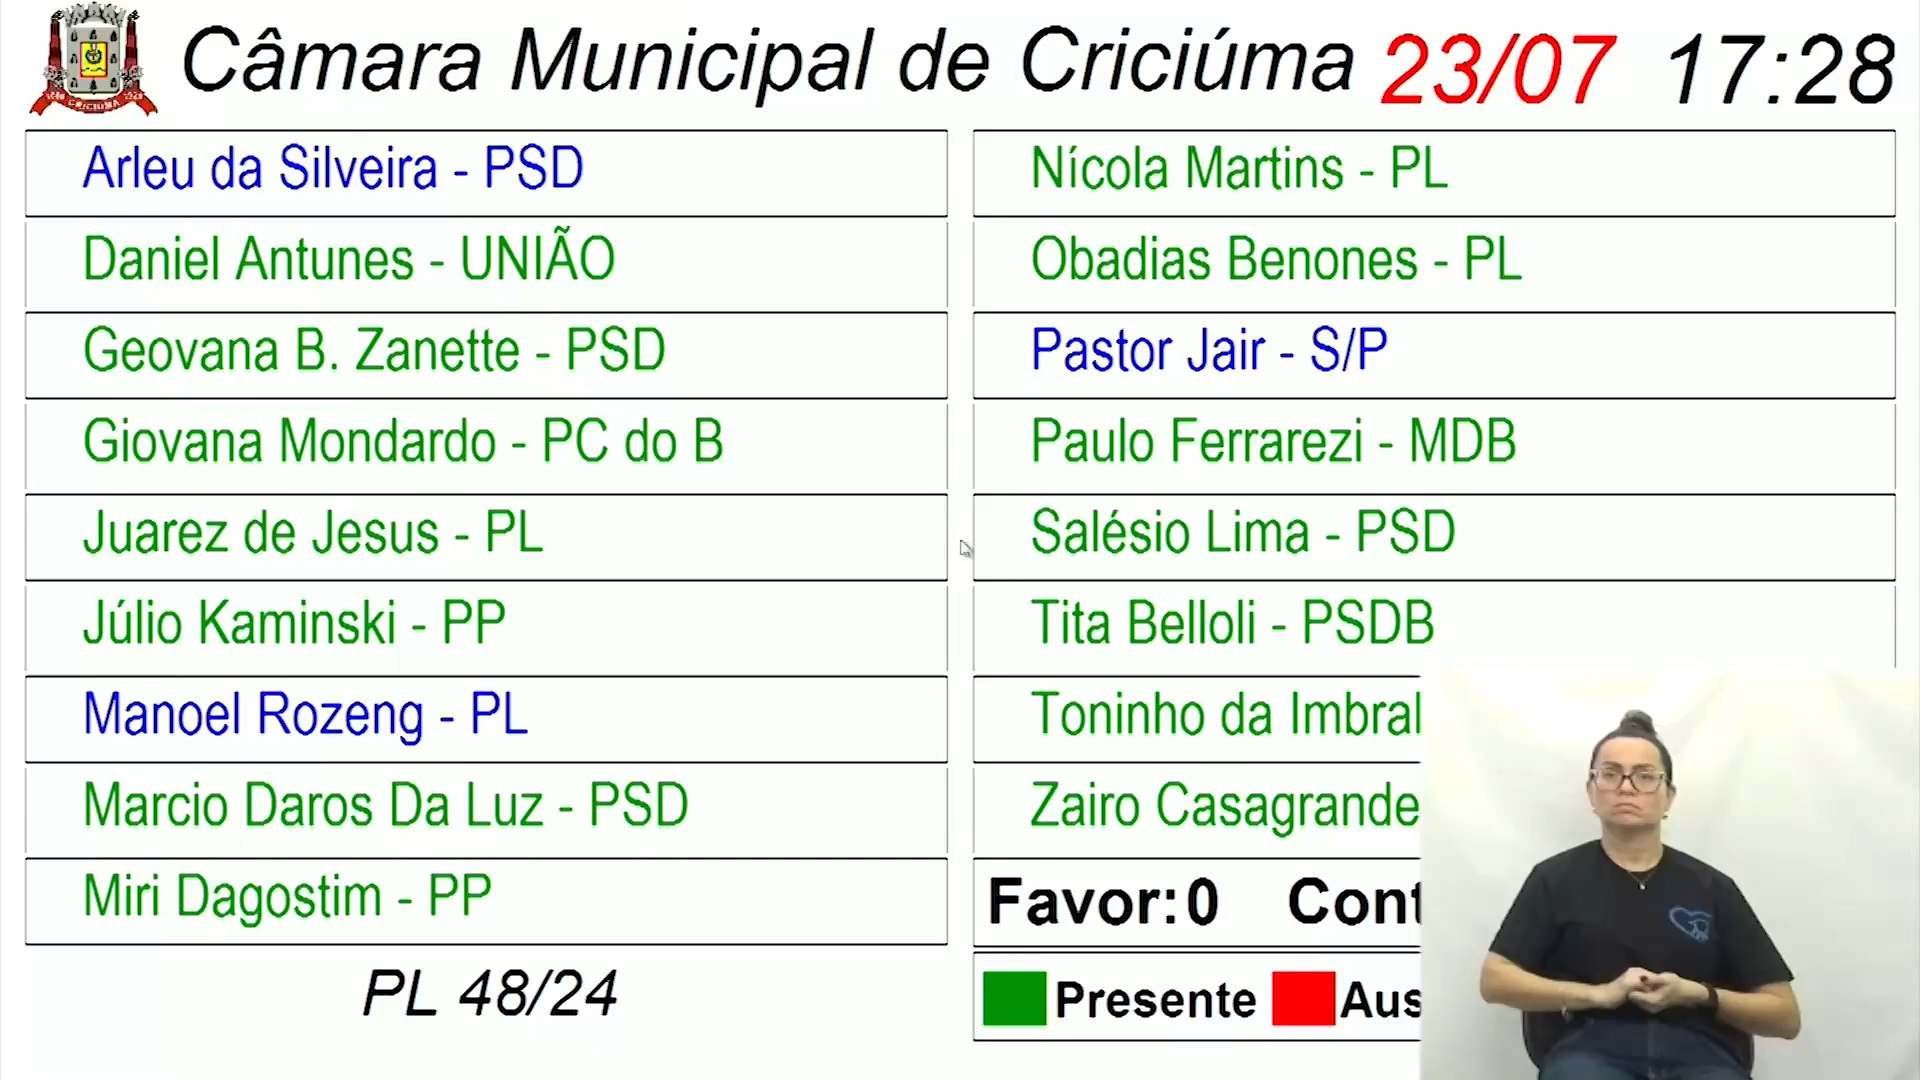 Câmara Municipal de Criciúma 23/07 17:28
Arleu da Silveira - PSD
Daniel Antunes - UNIÃO
Geovana B. Zanette - PSD
Giovana Mondardo - PC do B
Juarez de Jesus - PL
Júlio Kaminski - PP
Manoel Rozeng - PL
Marcio Daros Da Luz - PSD
Miri Dagostim - PP
PL 48/24
Nícola Martins - PL
Obadias Benones - PL
Pastor Jair - S/P
Paulo Ferrarezi - MDB
Salésio Lima - PSD
Tita Belloli - PSDB
Toninho da Imbral
Zairo Casagrande
Favor: 0 Cont
Presente Aus
CRICIÚMA